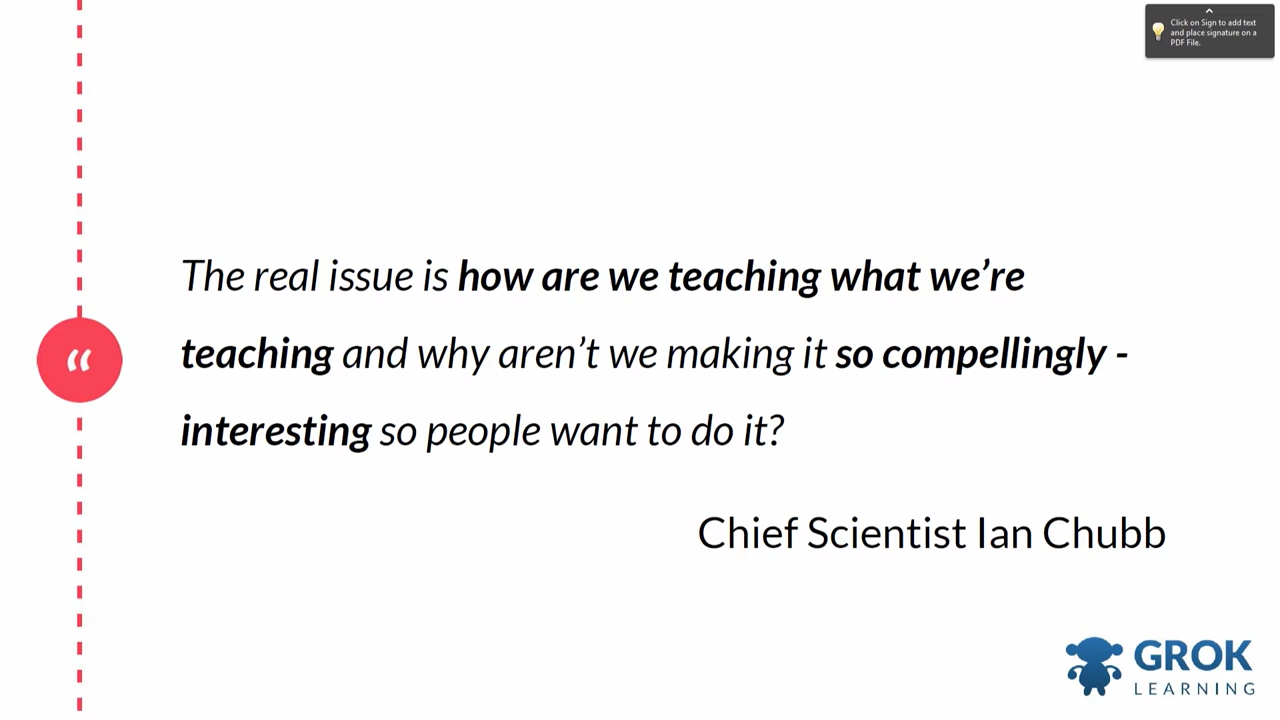 Click on Sign to add text
and place signature on a
PDF File.
The real issue is how are we teaching what we’re
teaching and why aren’t we making it so compellingly -
interesting so people want to do it?
“
Chief Scientist Ian Chubb
GROK
LEARNING